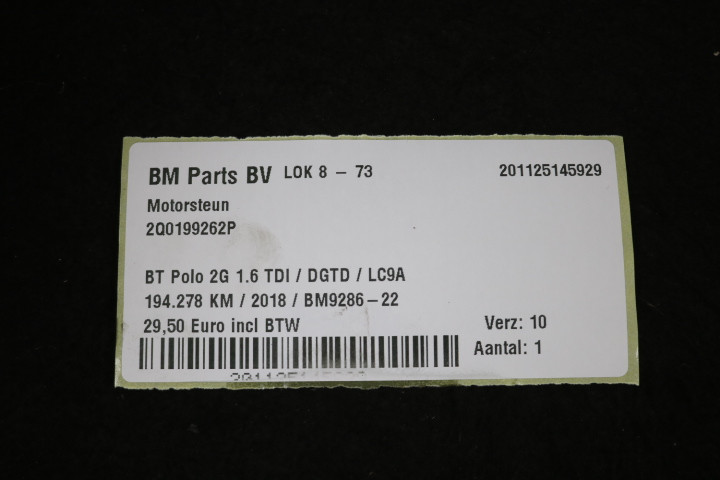 BM Parts BV LOK 8 - 73 201125145929
Motorsteun
2Q0199262P
BT Polo 2G 1.6 TDI / DGTD / LC9A
194.278 KM / 2018 / BM9286-22
29,50 Euro incl BTW Verz: 10
Aantal: 1